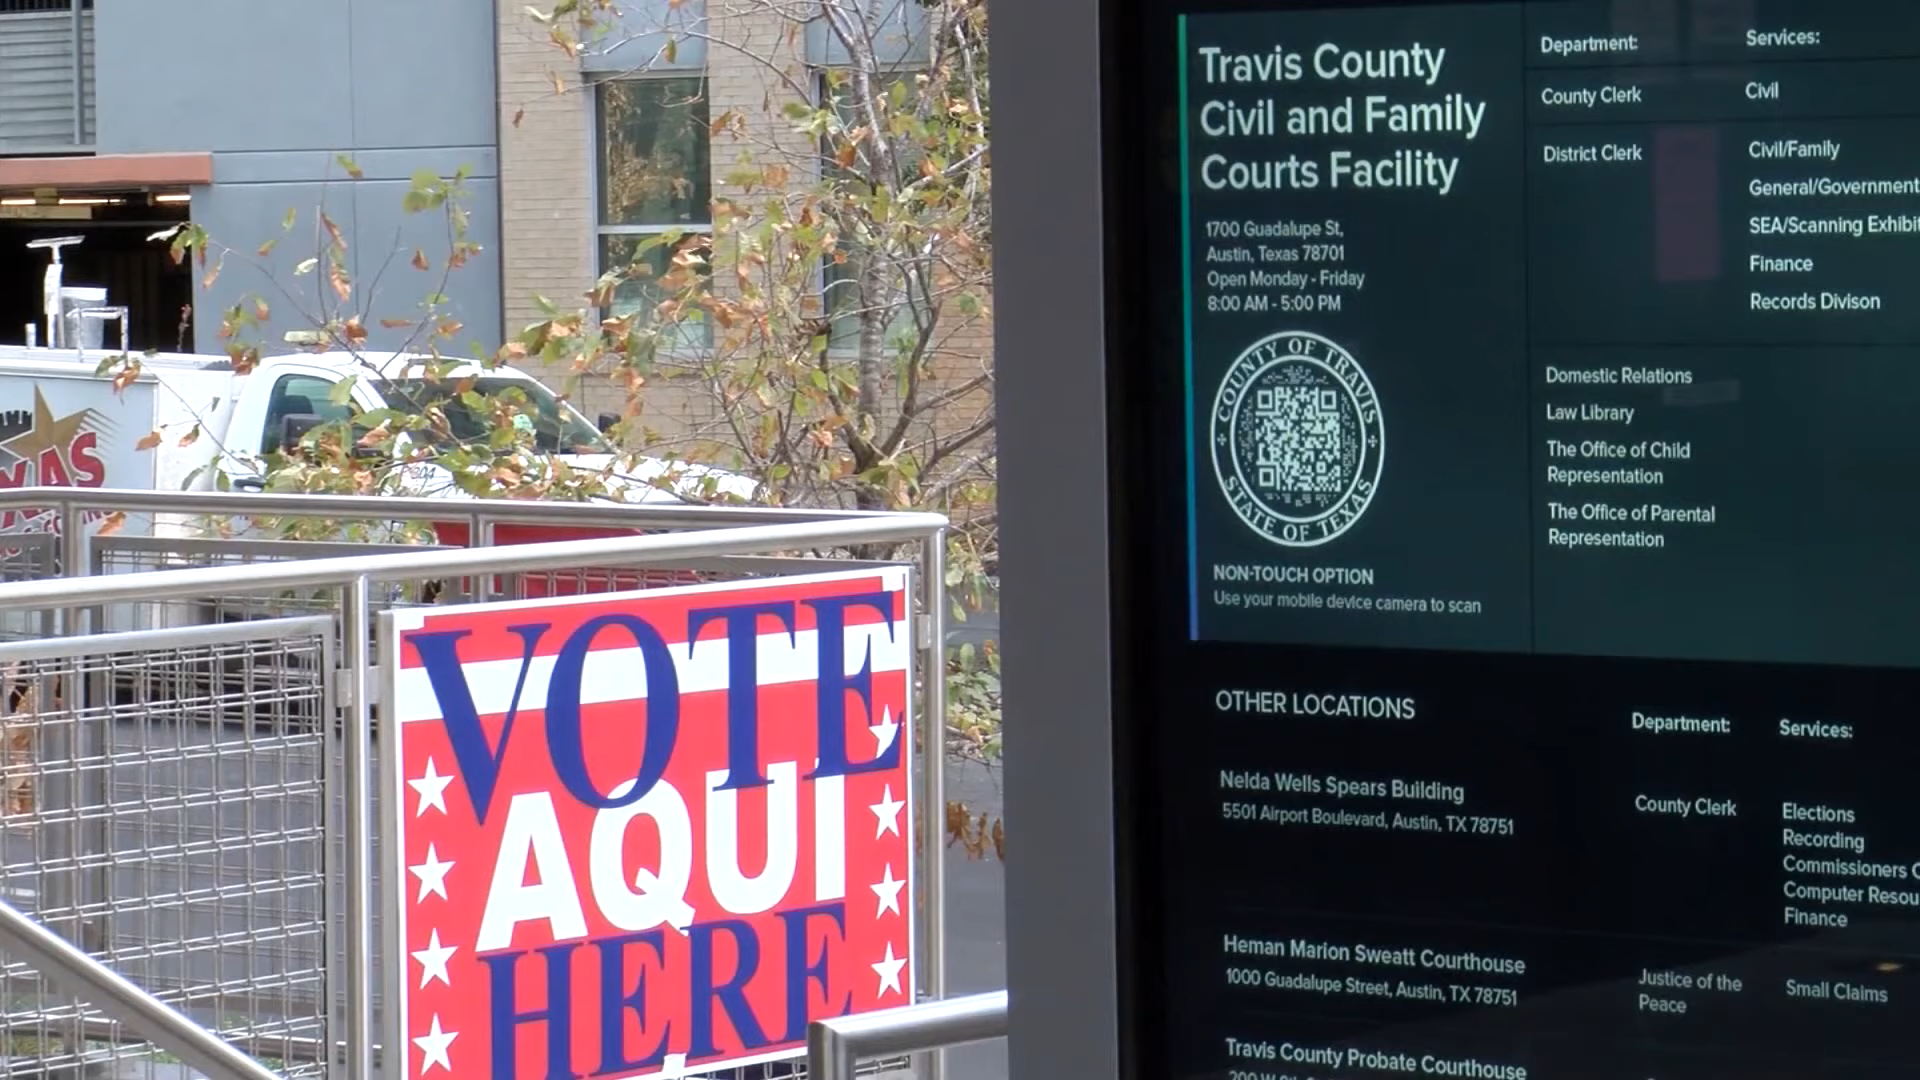 Travis County
Civil and Family
Courts Facility
1700 Guadalupe St,
Austin, Texas 78701
Open Monday - Friday
8:00 AM - 5:00 PM
COUNTY OF TRAVIS
STATE OF TEXAS
NON-TOUCH OPTION
Use your mobile device camera to scan
Department:
Services:
County Clerk
Civil
District Clerk
Civil/Family
General/Government
SEA/Scanning
Finance
Records Divison
Domestic Relations
Law Library
The Office of Child
Representation
The Office of Parental
Representation
OTHER LOCATIONS
Department:
Services:
Nelda Wells Spears Building
5501 Airport Boulevard, Austin, TX 78751
County Clerk
Elections
Recording
Commissioners
Computer
Finance
Heman Marion Sweatt Courthouse
1000 Guadalupe Street, Austin, TX 78751
Justice of the
Peace
Small Claims
Travis County Probate Courthouse
VOTE
AQUI
HERE